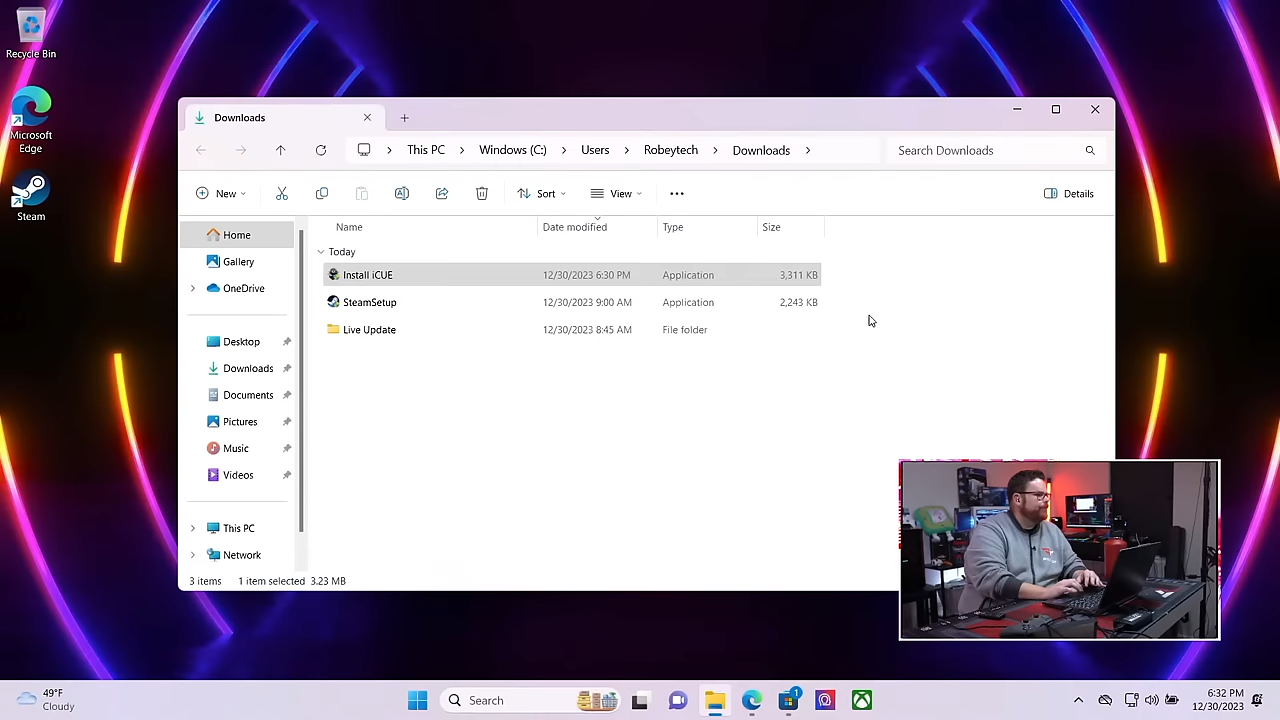 Recycle Bin
Microsoft
Edge
Steam
Downloads
This PC
Windows (C:)
Users
Robeytech
Downloads
Search Downloads
New
Sort
View
Details
Name
Date modified
Type
Size
Today
Install iCUE
12/30/2023 6:30 PM
Application
3,311 KB
SteamSetup
12/30/2023 9:00 AM
Application
2,243 KB
Live Update
12/30/2023 8:45 AM
File folder
Home
Gallery
OneDrive
Desktop
Downloads
Documents
Pictures
Music
Videos
This PC
Network
3 items
1 item selected
3.23 MB
49°F
Cloudy
Search
1
6:32 PM
12/30/2023